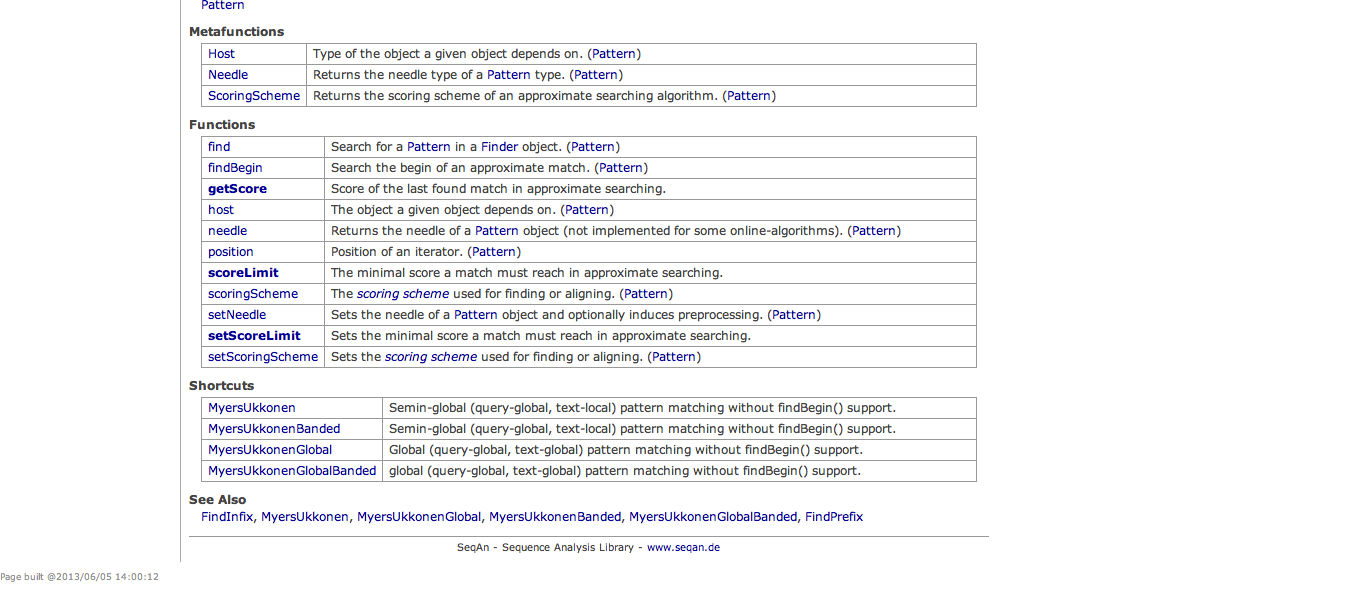 Pattern
Metafunctions
Host Type of the object a given object depends on. (Pattern)
Needle Returns the needle type of a Pattern type. (Pattern)
ScoringScheme Returns the scoring scheme of an approximate searching algorithm. (Pattern)
Functions
find Search for a Pattern in a Finder object. (Pattern)
findBegin Search the begin of an approximate match. (Pattern)
getScore Score of the last found match in approximate searching.
host The object a given object depends on. (Pattern)
needle Returns the needle of a Pattern object (not implemented for some online-algorithms). (Pattern)
position Position of an iterator. (Pattern)
scoreLimit The minimal score a match must reach in approximate searching.
scoringScheme The scoring scheme used for finding or aligning. (Pattern)
setNeedle Sets the needle of a Pattern object and optionally induces preprocessing. (Pattern)
setScoreLimit Sets the minimal score a match must reach in approximate searching.
setScoringScheme Sets the scoring scheme used for finding or aligning. (Pattern)
Shortcuts
MyersUkkonen Semin-global (query-global, text-local) pattern matching without findBegin() support.
MyersUkkonenBanded Semin-global (query-global, text-local) pattern matching without findBegin() support.
MyersUkkonenGlobal Global (query-global, text-global) pattern matching without findBegin() support.
MyersUkkonenGlobalBanded global (query-global, text-global) pattern matching without findBegin() support.
See Also
FindInfix, MyersUkkonen, MyersUkkonenGlobal, MyersUkkonenBanded, MyersUkkonenGlobalBanded, FindPrefix
SeqAn - Sequence Analysis Library - www.seqan.de
Page built @2013/06/05 14:00:12